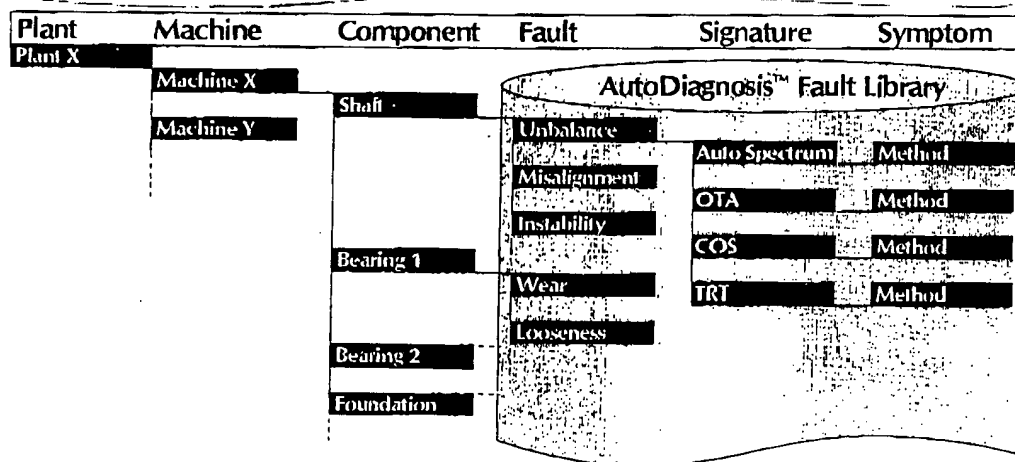 Plant Machine Component Fault Signature Symptom
Plant X
AutoDiagnosis™ Fault Library
Machine X
Shaft
Machine Y
Unbalance
Auto Spectrum Method
Misalignment
OTA Method
Instability
COS Method
Bearing 1
Wear
TRT Method
Looseness
Bearing 2
Foundation